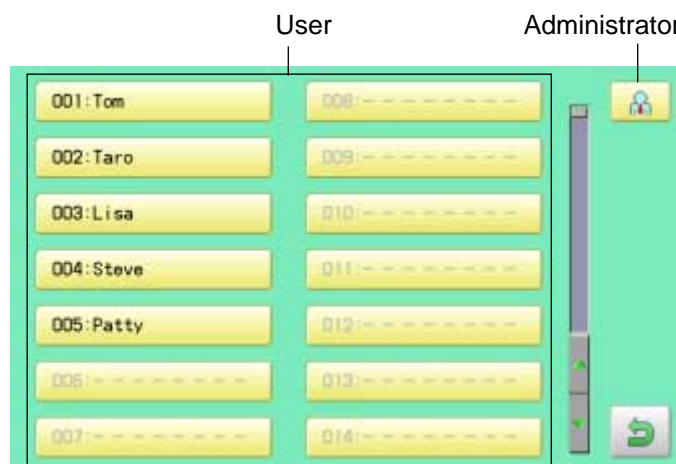 User Administrator
001:Tom
002:Taro
003:Lisa
004:Steve
005:Patty
006:--------
007:--------
008:--------
009:--------
010:--------
011:--------
012:--------
013:--------
014:--------